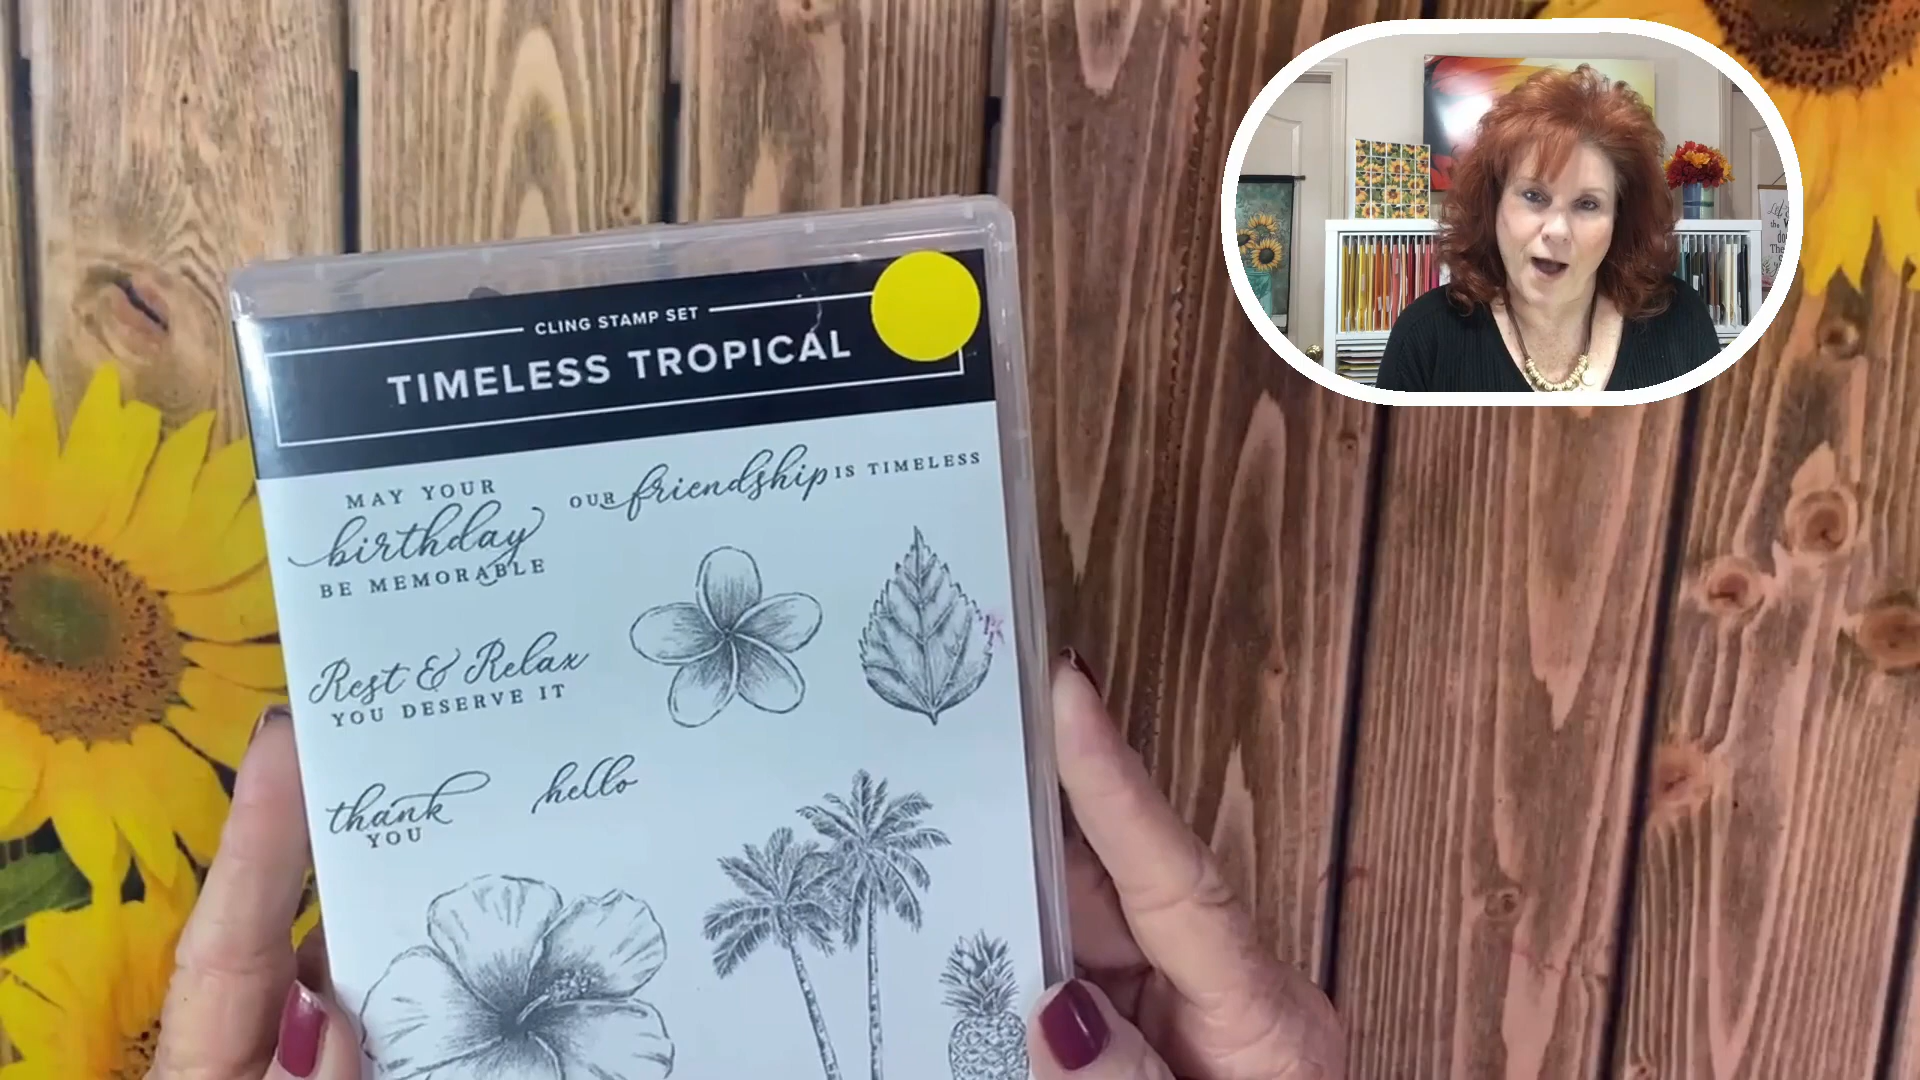 CLING STAMP SET
TIMELESS TROPICAL
MAY YOUR
birthday
BE MEMORABLE
OUR friendship IS TIMELESS
Rest & Relax
YOU DESERVE IT
thank
YOU
hello